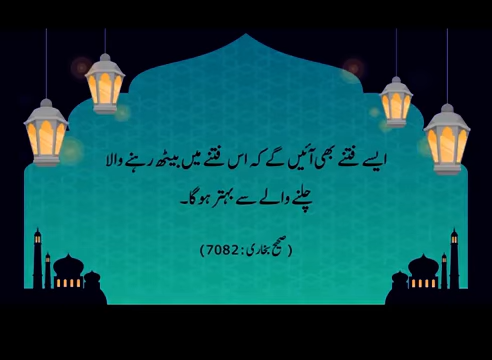 ایسے فتنے بھی آئیں گے کہ اس فتنے میں بیٹھ رہنے والا
چلنے والے سے بہتر ہوگا۔
(صحیح بخاری: 7082)